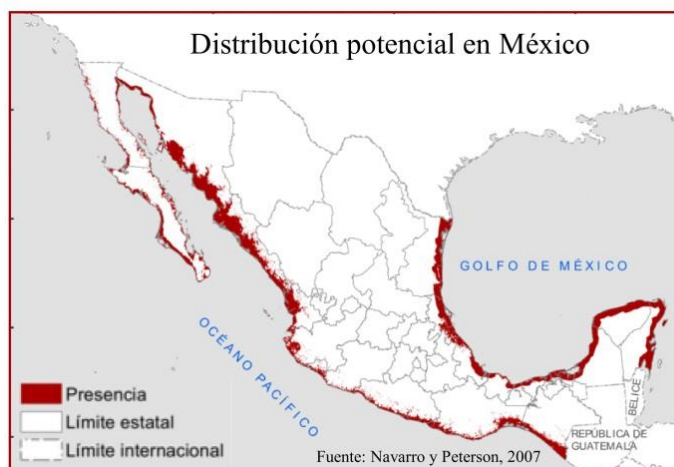 Distribución potencial en México
GOLFO DE MÉXICO
OCÉANO PACÍFICO
BELICE
REPÚBLICA DE
GUATEMALA
Presencia
Límite estatal
Límite internacional
Fuente: Navarro y Peterson, 2007